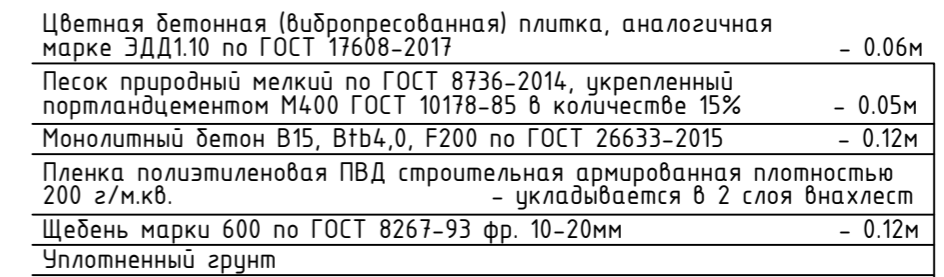 Цветная бетонная (вибропресованная) плитка, аналогичная
марке ЭДД1.10 по ГОСТ 17608-2017 - 0.06м
Песок природный мелкий по ГОСТ 8736-2014, укрепленный
портландцементом М400 ГОСТ 10178-85 в количестве 15% - 0.05м
Монолитный бетон В15, Btb4,0, F200 по ГОСТ 26633-2015 - 0.12м
Пленка полиэтиленовая ПВД строительная армированная плотностью
200 г/м.кв. - укладывается в 2 слоя внахлест
Щебень марки 600 по ГОСТ 8267-93 фр. 10-20мм - 0.12м
Уплотненный грунт